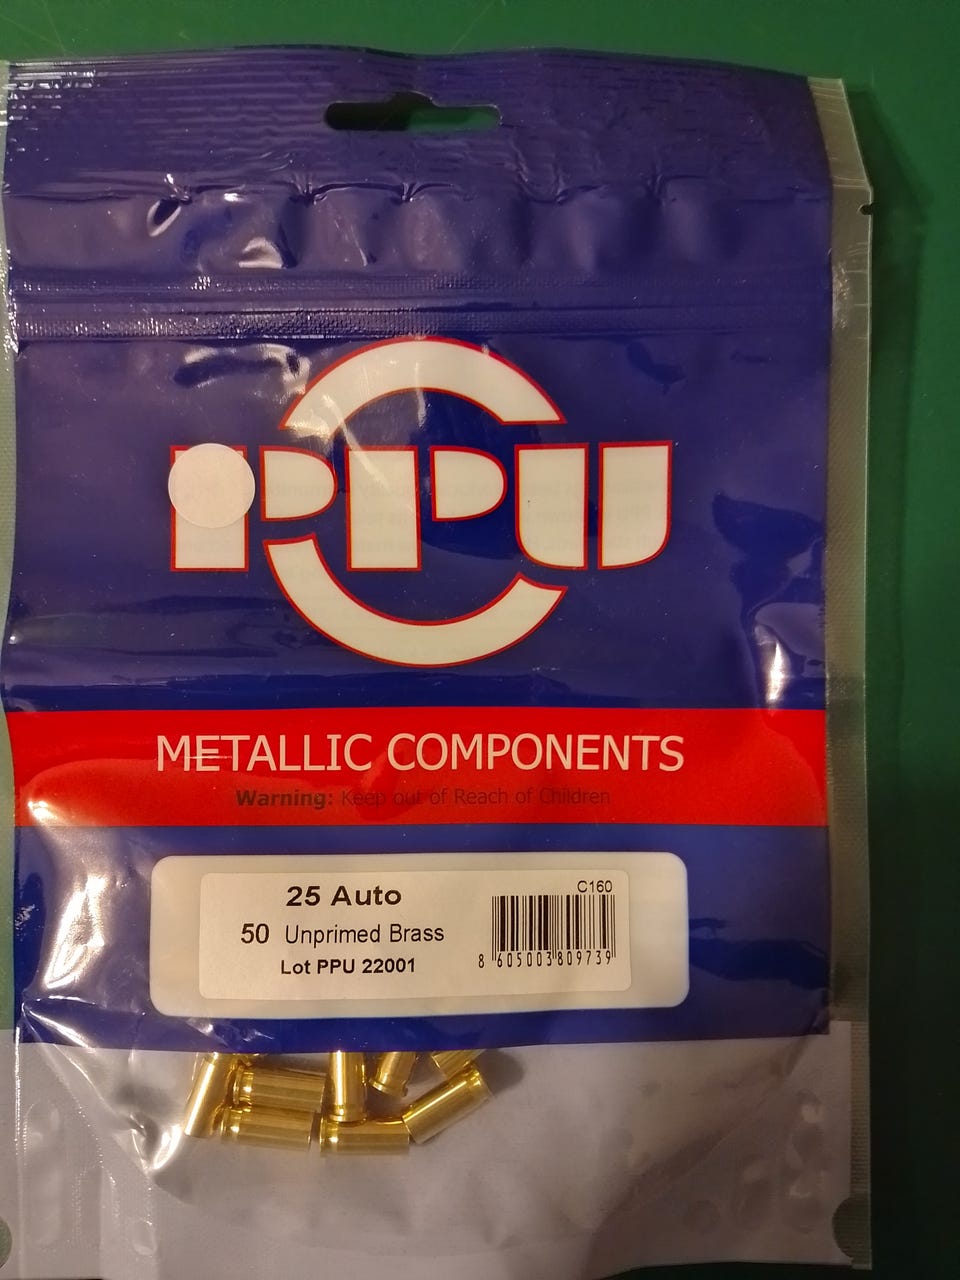 PPU
METALLIC COMPONENTS
Warning: Keep out of Reach of Children
25 Auto
C160
50 Unprimed Brass
Lot PPU 22001
8 605003 809739